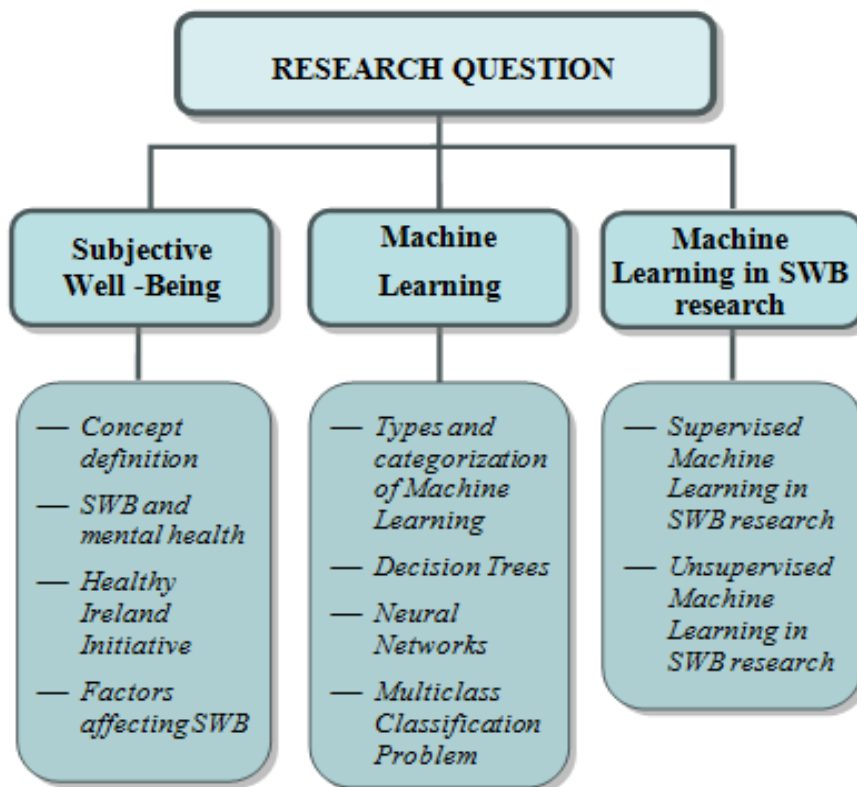 RESEARCH QUESTION
Subjective
Well -Being
Machine
Learning
Machine
Learning in SWB
research
— Concept
definition
— SWB and
mental health
— Healthy
Ireland
Initiative
— Factors
affecting SWB
— Types and
categorization
of Machine
Learning
— Decision Trees
— Neural
Networks
— Multiclass
Classification
Problem
— Supervised
Machine
Learning in
SWB research
— Unsupervised
Machine
Learning in
SWB research